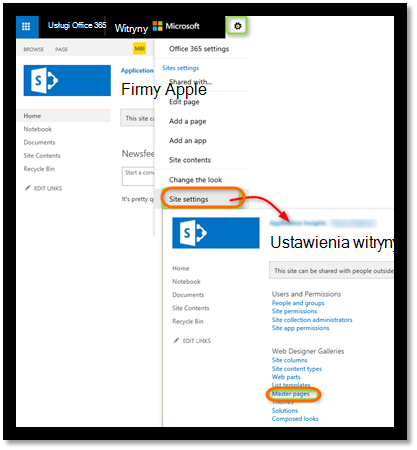 Usługi Office 365
Witryny
Microsoft
BROWSE PAGE
Office 365 settings
Sites settings
Shared with...
Edit page
Add a page
Add an app
Site contents
Change the look
Site settings
Application
Firmy Apple
This site ca
Home
Notebook
Documents
Site Contents
Recycle Bin
EDIT LINKS
Newsfee
Start a conv
It's pretty q
Ustawienia witryny
This site can be shared with people outside
Home
Notebook
Documents
Site Contents
Recycle Bin
EDIT LINKS
Users and Permissions
People and groups
Site permissions
Site collection administrators
Site app permissions
Web Designer Galleries
Site columns
Site content types
Web parts
List templates
Master pages
Themes
Solutions
Composed looks